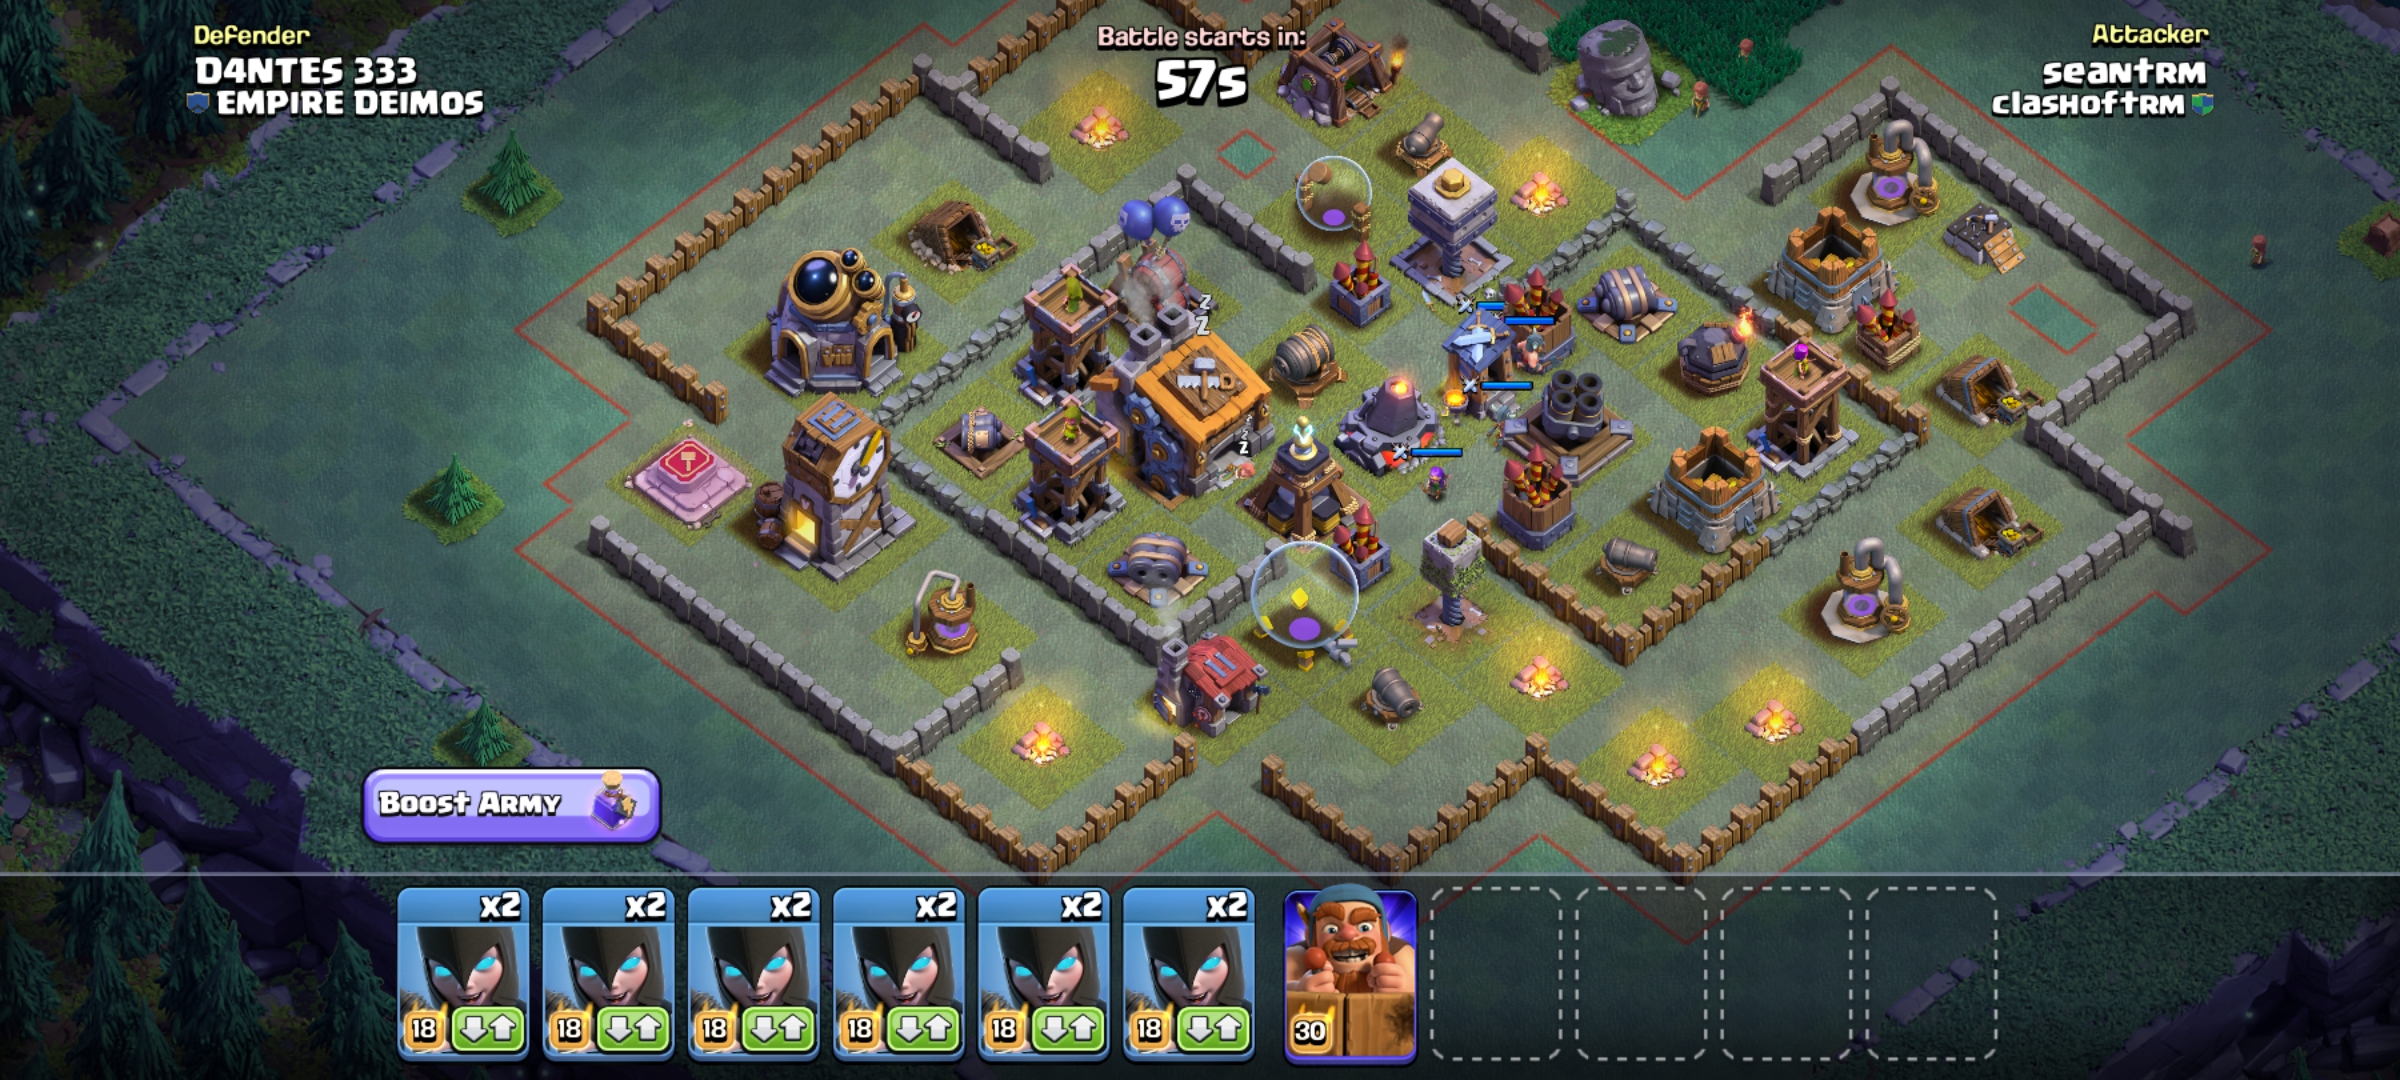 Defender
D4NTES 333
EMPIRE DEIMOS
Battle starts in:
57s
Attacker
seantRM
clashoftRM
z
z
z
z
VIII
Boost Army
x2
x2
x2
x2
x2
x2
18
18
18
18
18
18
30